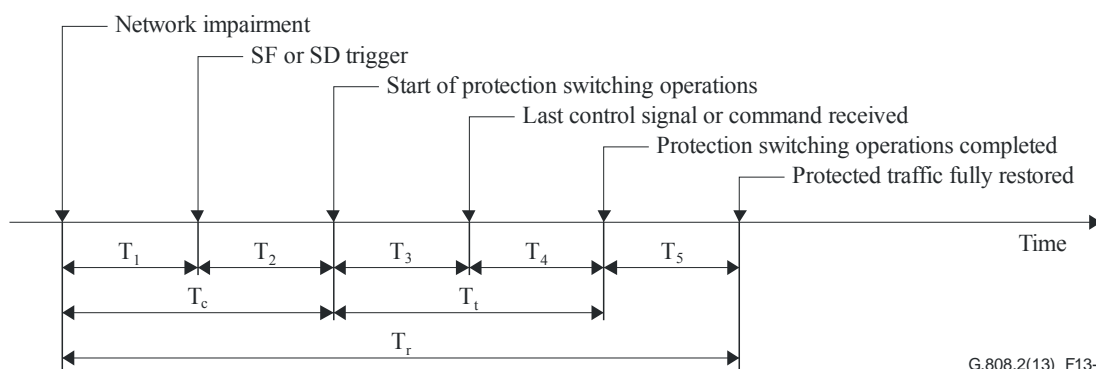 Network impairment
SF or SD trigger
Start of protection switching operations
Last control signal or command received
Protection switching operations completed
Protected traffic fully restored
Time
T1 T2 T3 T4 T5
Tc Tt
Tr
G.808.2(13)_F13-